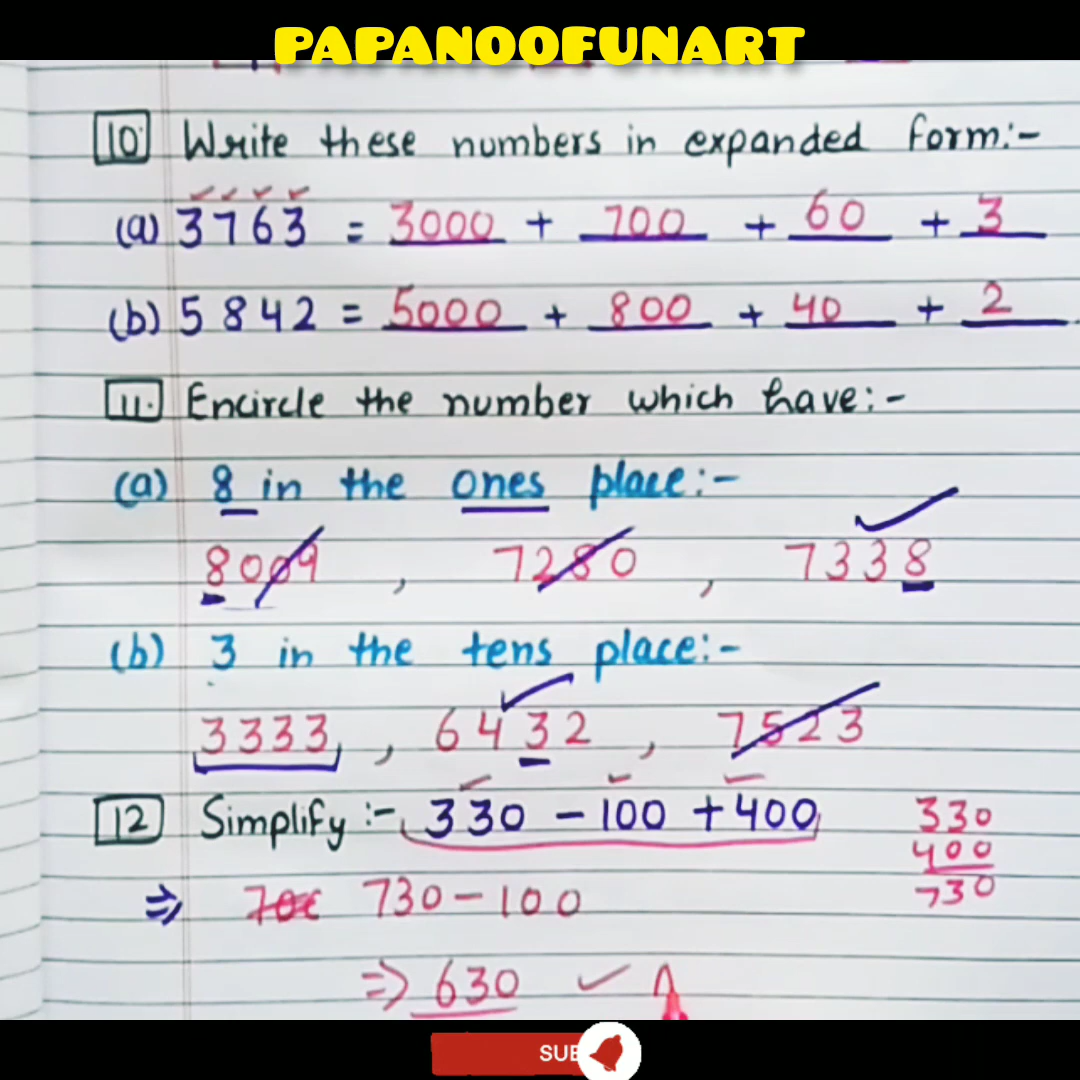 PAPANOOFUNART
10. Write these numbers in expanded form:-
(a) 3763 = 3000 + 700 + 60 + 3
(b) 5842 = 5000 + 800 + 40 + 2
11. Encircle the number which have:-
(a) 8 in the ones place:-
8009 , 7280 , 7338
(b) 3 in the tens place:-
3333 , 6432 , 7523
12 Simplify :- 330 - 100 + 400
330
400
730
⇒ 730 - 100
⇒ 630 ✓
SUB